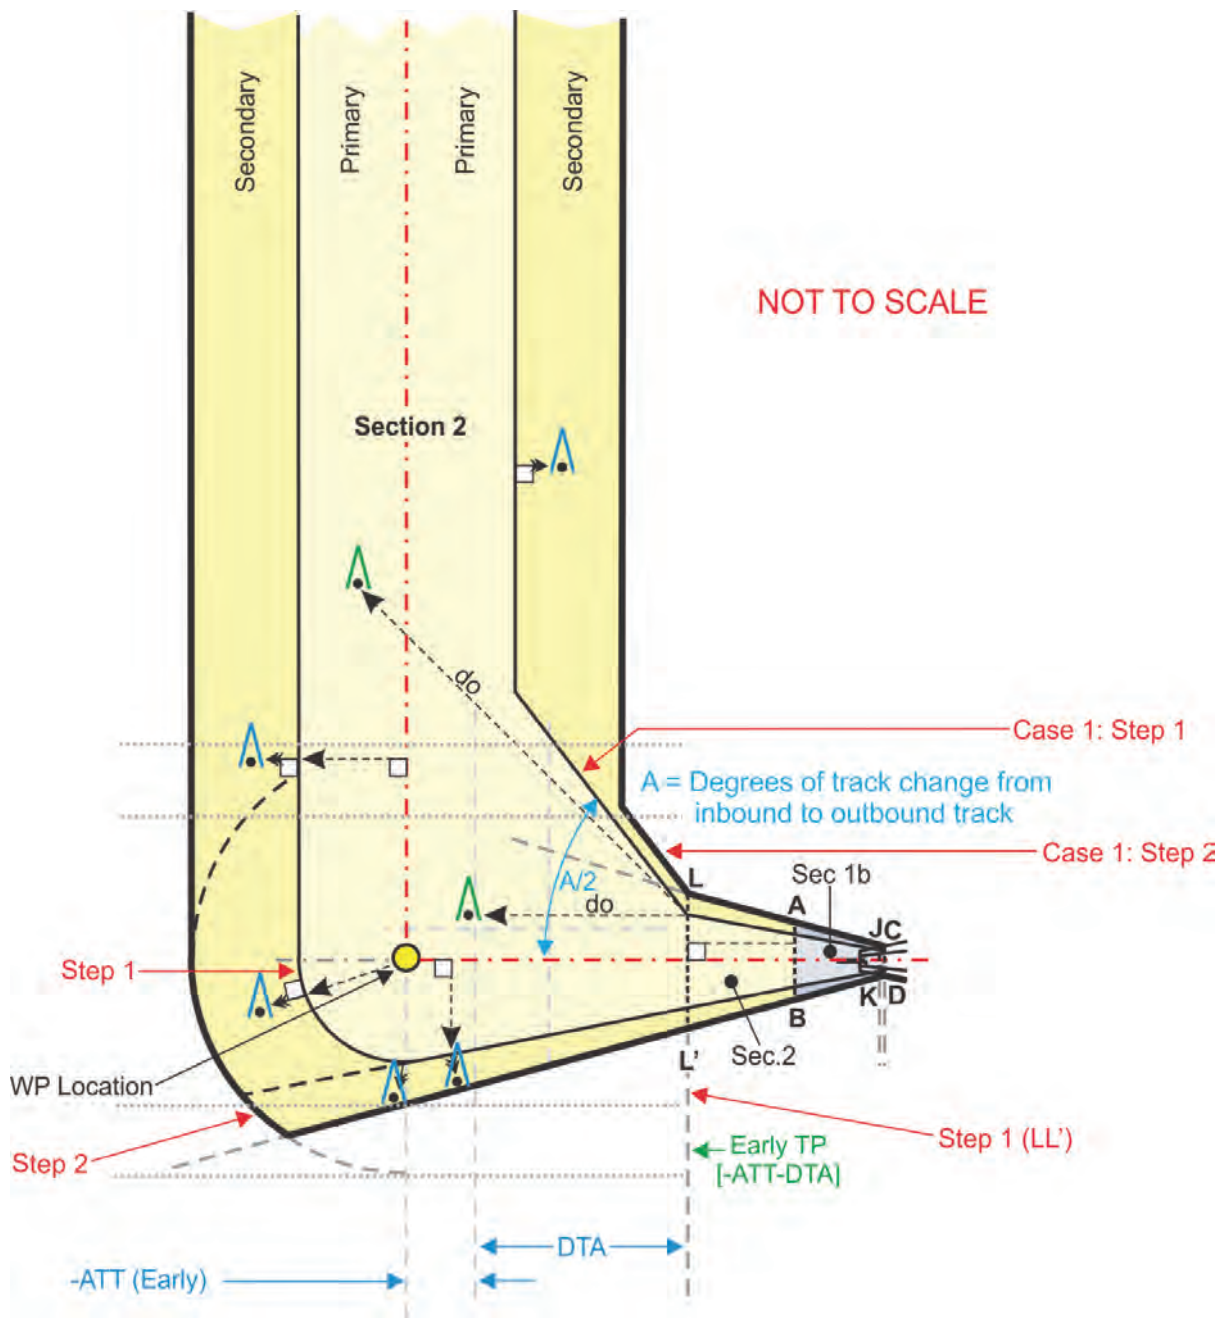 Secondary
Primary
Primary
Secondary
NOT TO SCALE
Section 2
do
Case 1: Step 1
A = Degrees of track change from
inbound to outbound track
Case 1: Step 2
L
A/2
do
A
Sec 1b
JC
Step 1
K
D
B
WP Location
L'
Sec.2
Step 2
Early TP
[-ATT-DTA]
Step 1 (LL')
DTA
-ATT (Early)